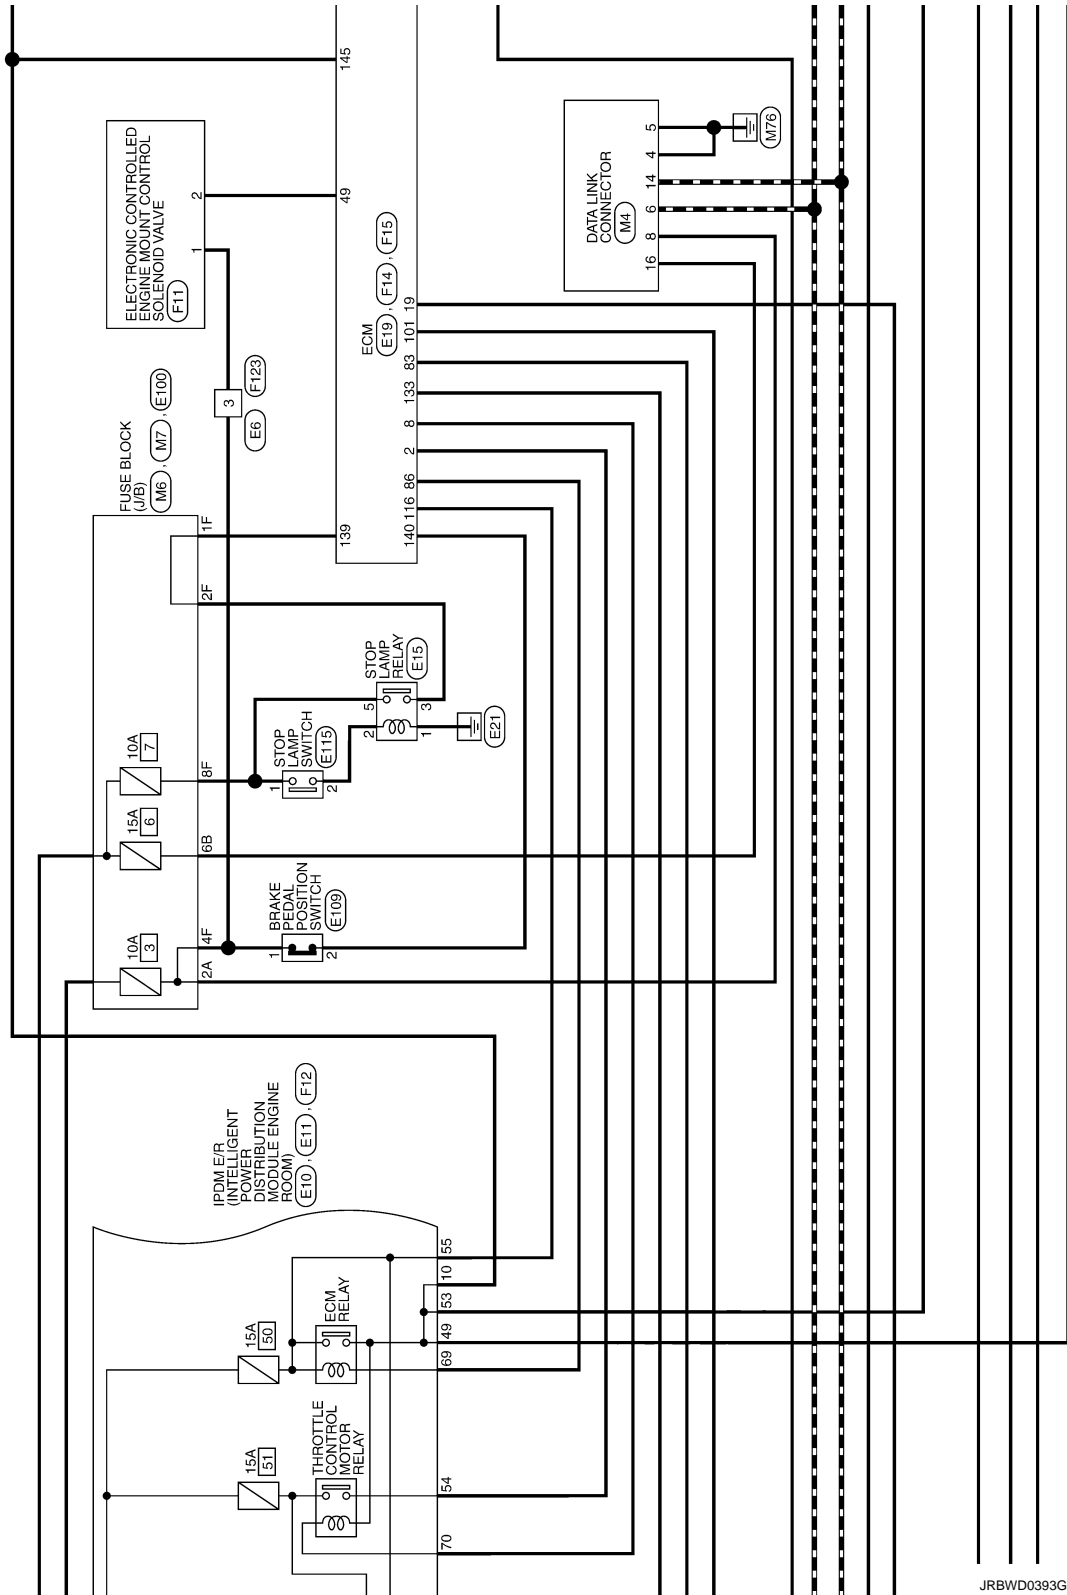 145
ELECTRONIC CONTROLLED
ENGINE MOUNT CONTROL
SOLENOID VALVE
F11
2
1
49
5
4
14
6
8
16
M76
DATA LINK
CONNECTOR
M4
ECM
E19 , F14 , F15
19
101
83
133
8
2
86
116
140
139
3
E6
F123
FUSE BLOCK
(J/B)
M6 , M7 , E100
1F
2F
8F
6B
4F
2A
10A
7
15A
6
10A
3
STOP
LAMP
RELAY
E15
5
3
2
1
E21
STOP
LAMP
SWITCH
E115
1
2
BRAKE
PEDAL
POSITION
SWITCH
E109
1
2
IPDM E/R
(INTELLIGENT
POWER
DISTRIBUTION
MODULE ENGINE
ROOM)
E10 , E11 , F12
55
10
53
49
69
54
70
15A
50
ECM
RELAY
15A
51
THROTTLE
CONTROL
MOTOR
RELAY
JRBWD0393G